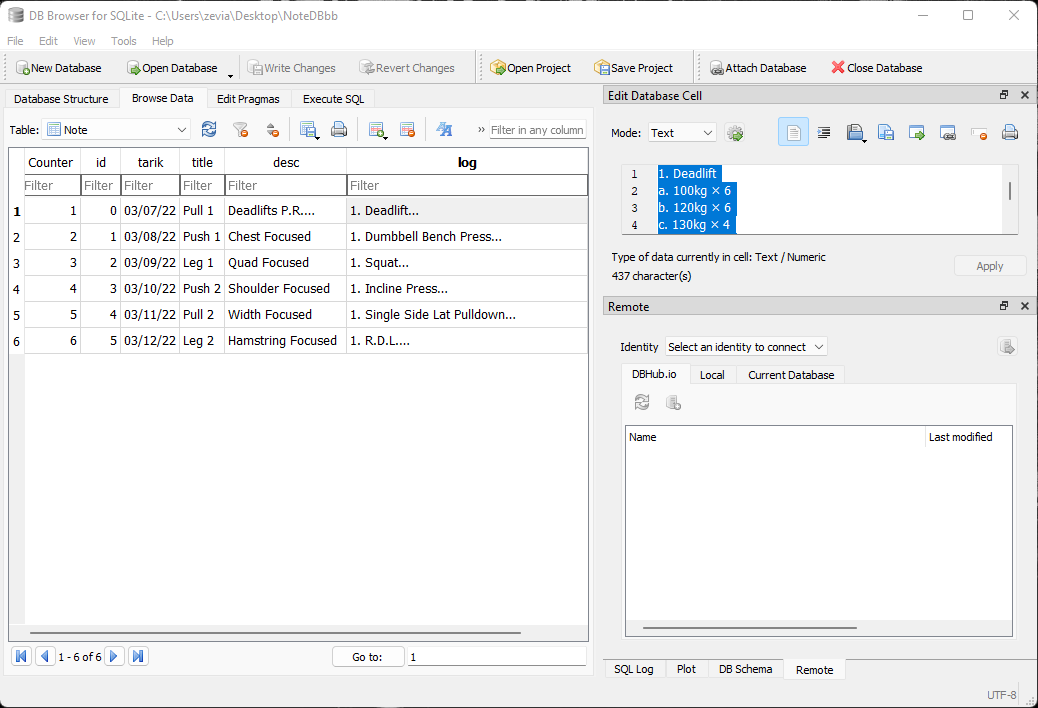 DB Browser for SQLite - C:\Users\zevia\Desktop\NoteDBbb
File Edit View Tools Help
New Database Open Database Write Changes Revert Changes Open Project Save Project Attach Database Close Database
Database Structure Browse Data Edit Pragmas Execute SQL
Table: Note » Filter in any column
Counter id tarik title desc log
Filter Filter Filter Filter Filter Filter
1 1 0 03/07/22 Pull 1 Deadlifts P.R.... 1. Deadlift...
2 2 1 03/08/22 Push 1 Chest Focused 1. Dumbbell Bench Press...
3 3 2 03/09/22 Leg 1 Quad Focused 1. Squat...
4 4 3 03/10/22 Push 2 Shoulder Focused 1. Incline Press...
5 5 4 03/11/22 Pull 2 Width Focused 1. Single Side Lat Pulldown...
6 6 5 03/12/22 Leg 2 Hamstring Focused 1. R.D.L....
1 - 6 of 6 Go to: 1
Edit Database Cell
Mode: Text
1 1. Deadlift
2 a. 100kg × 6
3 b. 120kg × 6
4 c. 130kg × 4
Type of data currently in cell: Text / Numeric
437 character(s)
Apply
Remote
Identity Select an identity to connect
DBHub.io Local Current Database
Name Last modified
SQL Log Plot DB Schema Remote
UTF-8